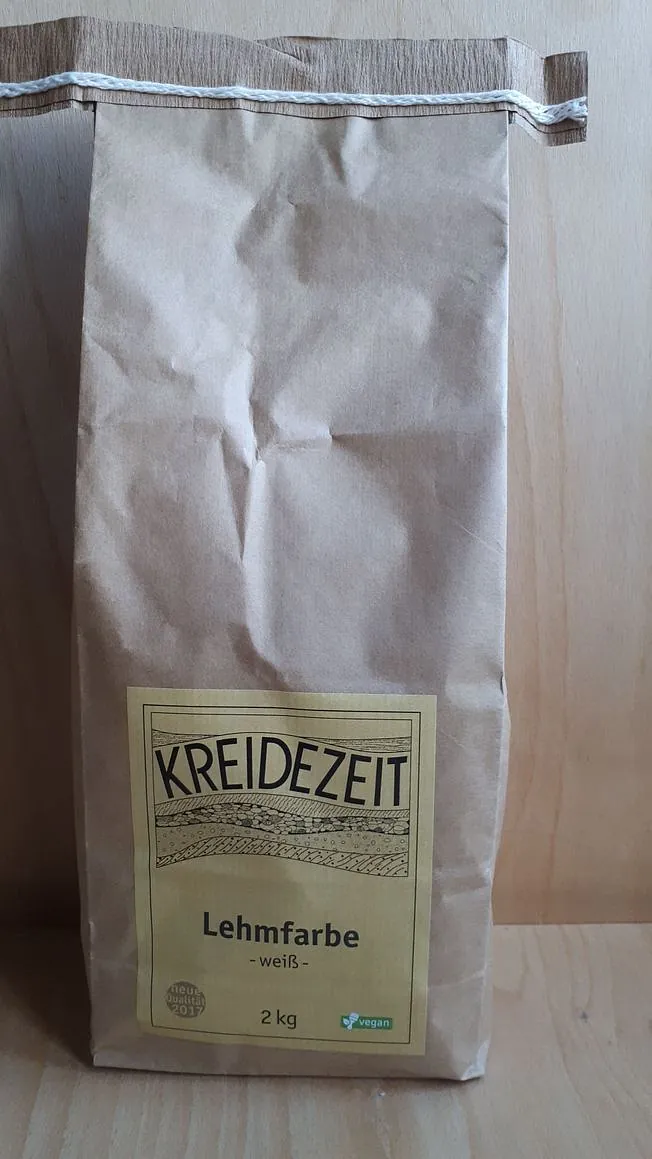 KREIDEZEIT
Lehmfarbe
- weiß -
neue
Qualität
2017
2 kg
vegan